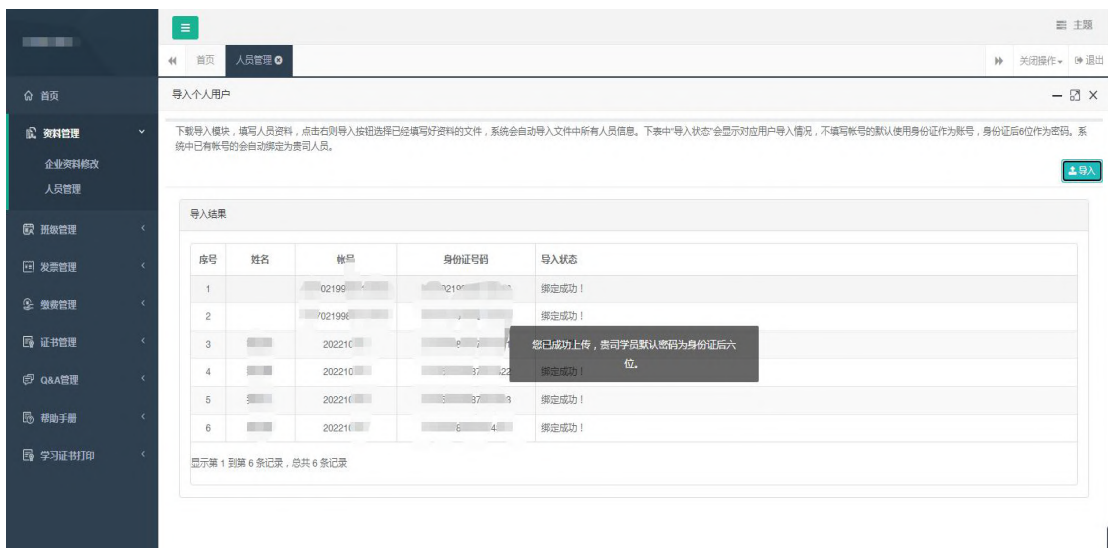 主题
首页
人员管理
关闭操作
退出
首页
资料管理
企业资料修改
人员管理
班级管理
发票管理
缴费管理
证书管理
Q&A管理
帮助手册
学习证书打印
导入个人用户
下载导入模块，填写人员资料，点击右则导入按钮选择已经填写好资料的文件，系统会自动导入文件中所有人员信息。下表中“导入状态”会显示对应用户导入情况，不填写帐号的默认使用身份证作为账号，身份证后6位作为密码。系
统中已有帐号的会自动绑定为贵司人员。
导入
导入结果
序号 姓名 帐号 身份证号码 导入状态
1 绑定成功！
2 绑定成功！
3 绑定成功！
4 绑定成功！
5 绑定成功！
6 绑定成功！
您已成功上传，贵司学员默认密码为身份证后六
位。
显示第 1 到第 6 条记录，总共 6 条记录